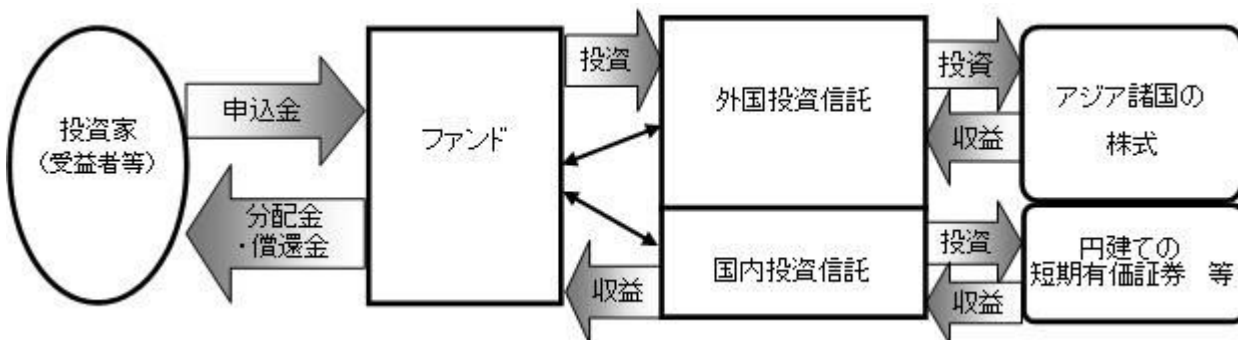 投資家
（受益者等）
申込金
分配金
・償還金
ファンド
投資
収益
外国投資信託
国内投資信託
投資
収益
投資
収益
アジア諸国の
株式
円建ての
短期有価証券　等